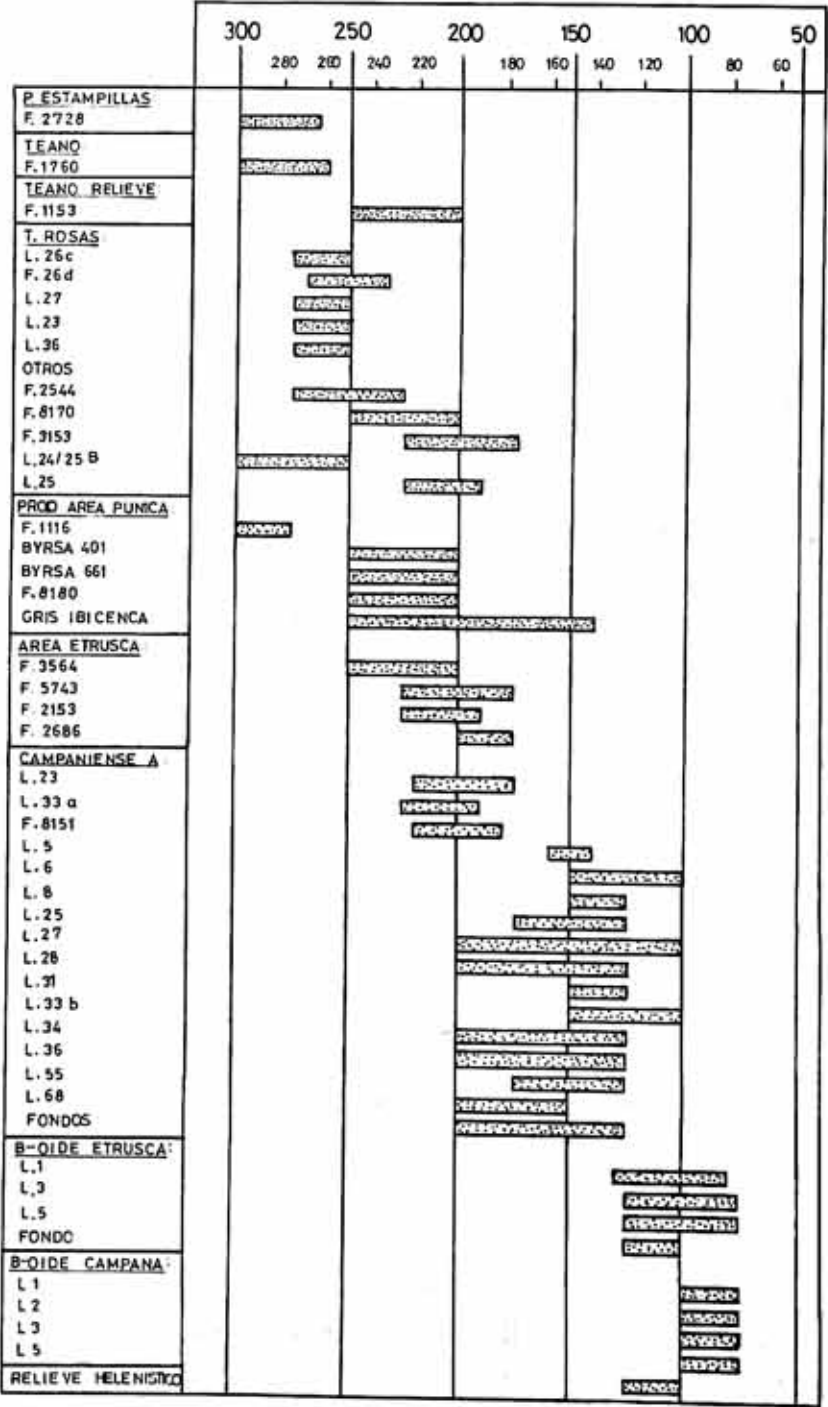 300 250 200 150 100 50
280 260 240 220 180 160 140 120 80 60
P. ESTAMPILLAS
F. 2728
TEANO
F.1760
TEANO RELIEVE
F.1153
T. ROSAS
L. 26c
F. 26d
L.27
L.23
L.36
OTROS
F.2544
F.8170
F.3153
L.24/25 B
L.25
PROD AREA PUNICA
F.1116
BYRSA 401
BYRSA 661
F.8180
GRIS IBICENCA
AREA ETRUSCA
F. 3564
F. 5743
F. 2153
F. 2686
CAMPANIENSE A
L.23
L.33 a
F.8151
L.5
L.6
L.8
L.25
L.27
L.28
L.31
L.33 b
L.34
L.36
L.55
L.68
FONDOS
B-OIDE ETRUSCA:
L.1
L.3
L.5
FONDO
B-OIDE CAMPANA:
L 1
L 2
L 3
L 5
RELIEVE HELENISTICO